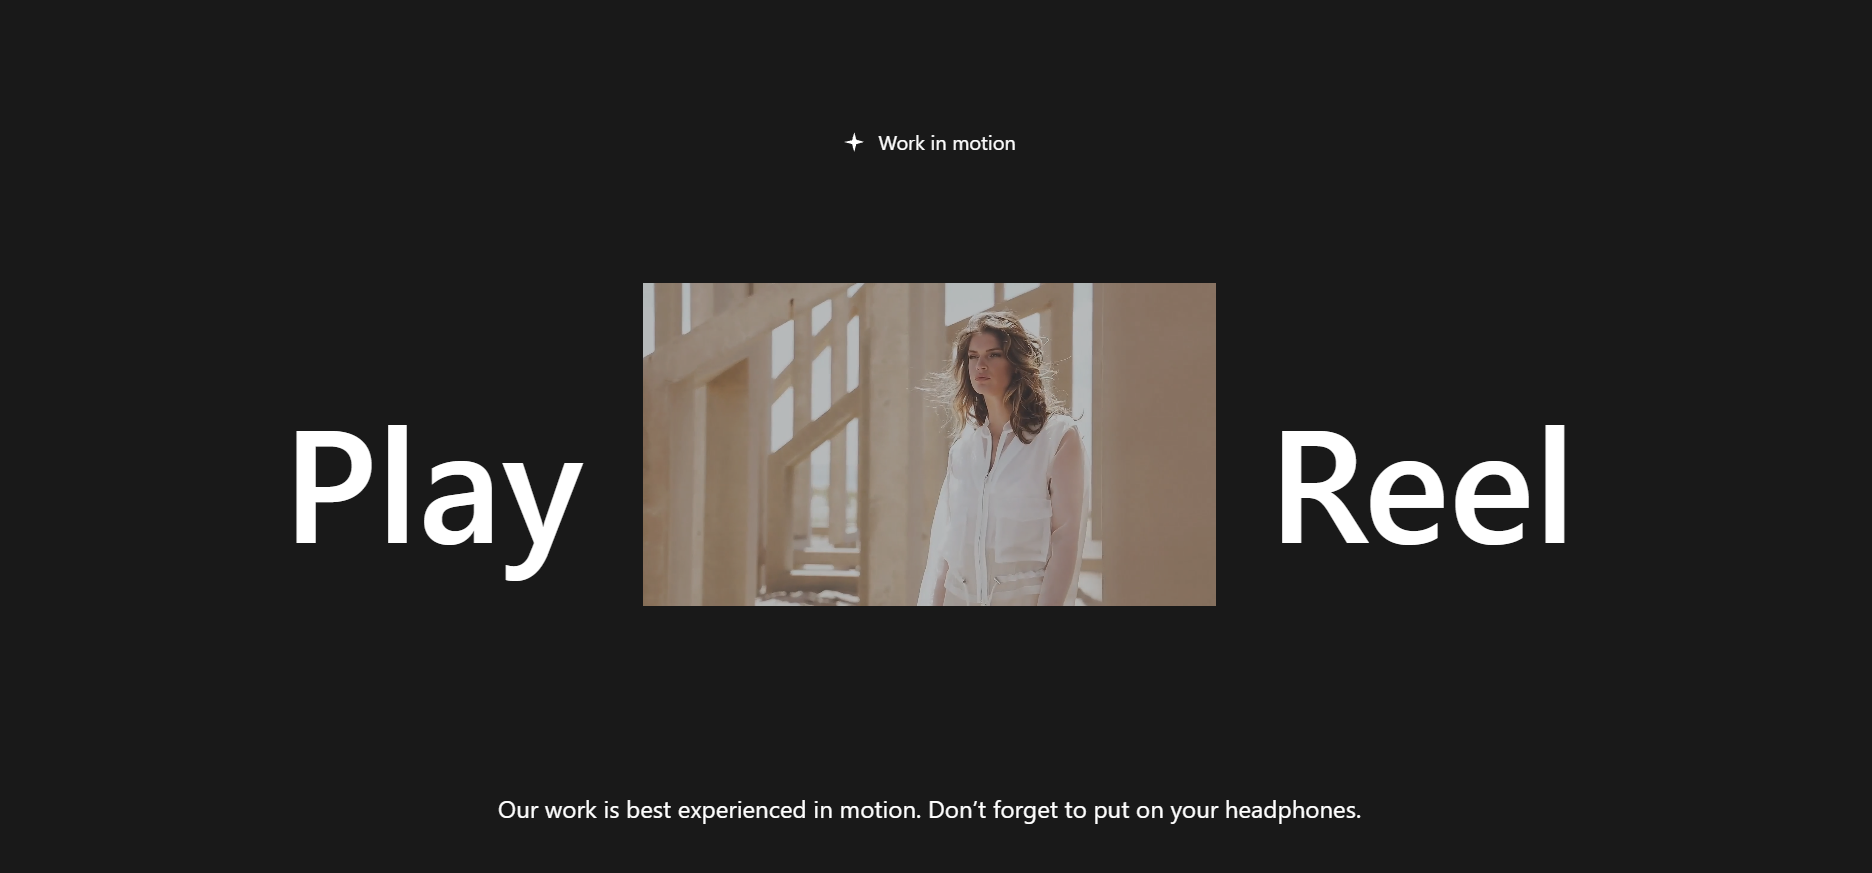 Work in motion
Play Reel
Our work is best experienced in motion. Don’t forget to put on your headphones.